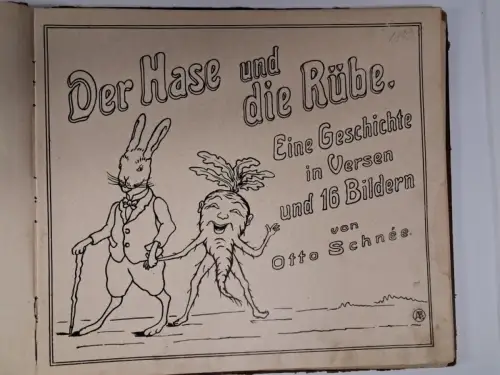 Der Hase und
die Rübe.
Eine Geschichte
in Versen
und 16 Bildern
von
Otto Schnée.